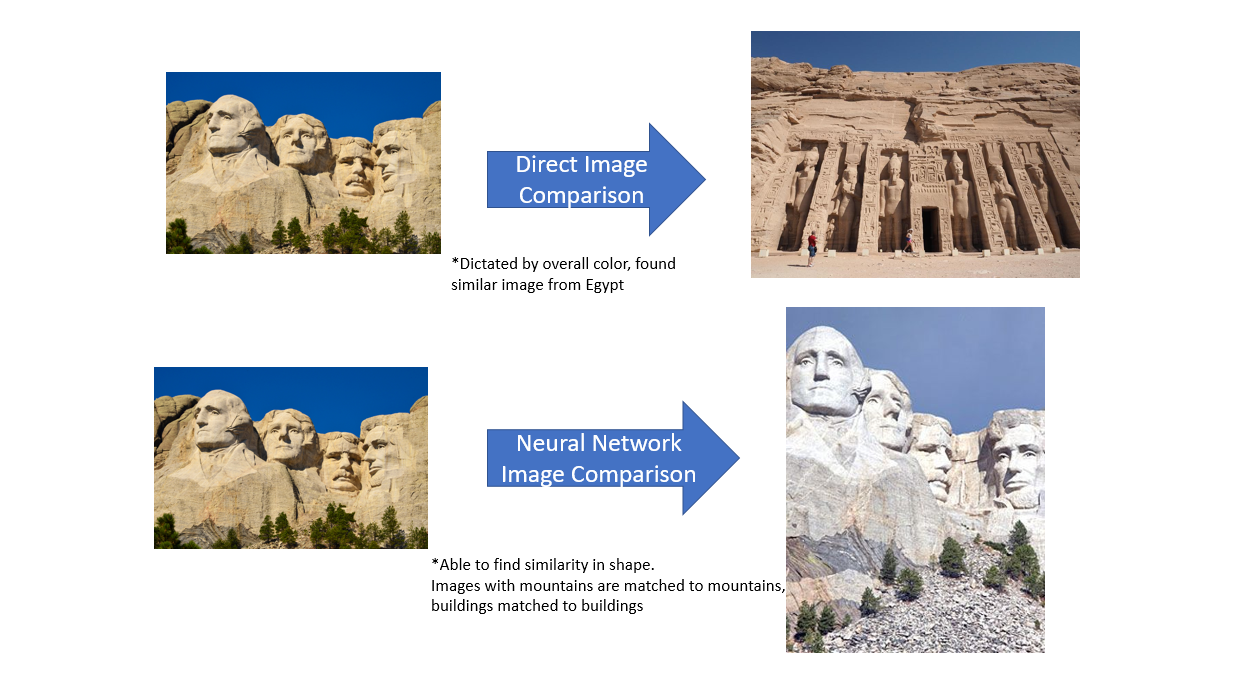 Direct Image
Comparison
*Dictated by overall color, found
similar image from Egypt
Neural Network
Image Comparison
*Able to find similarity in shape.
Images with mountains are matched to mountains,
buildings matched to buildings